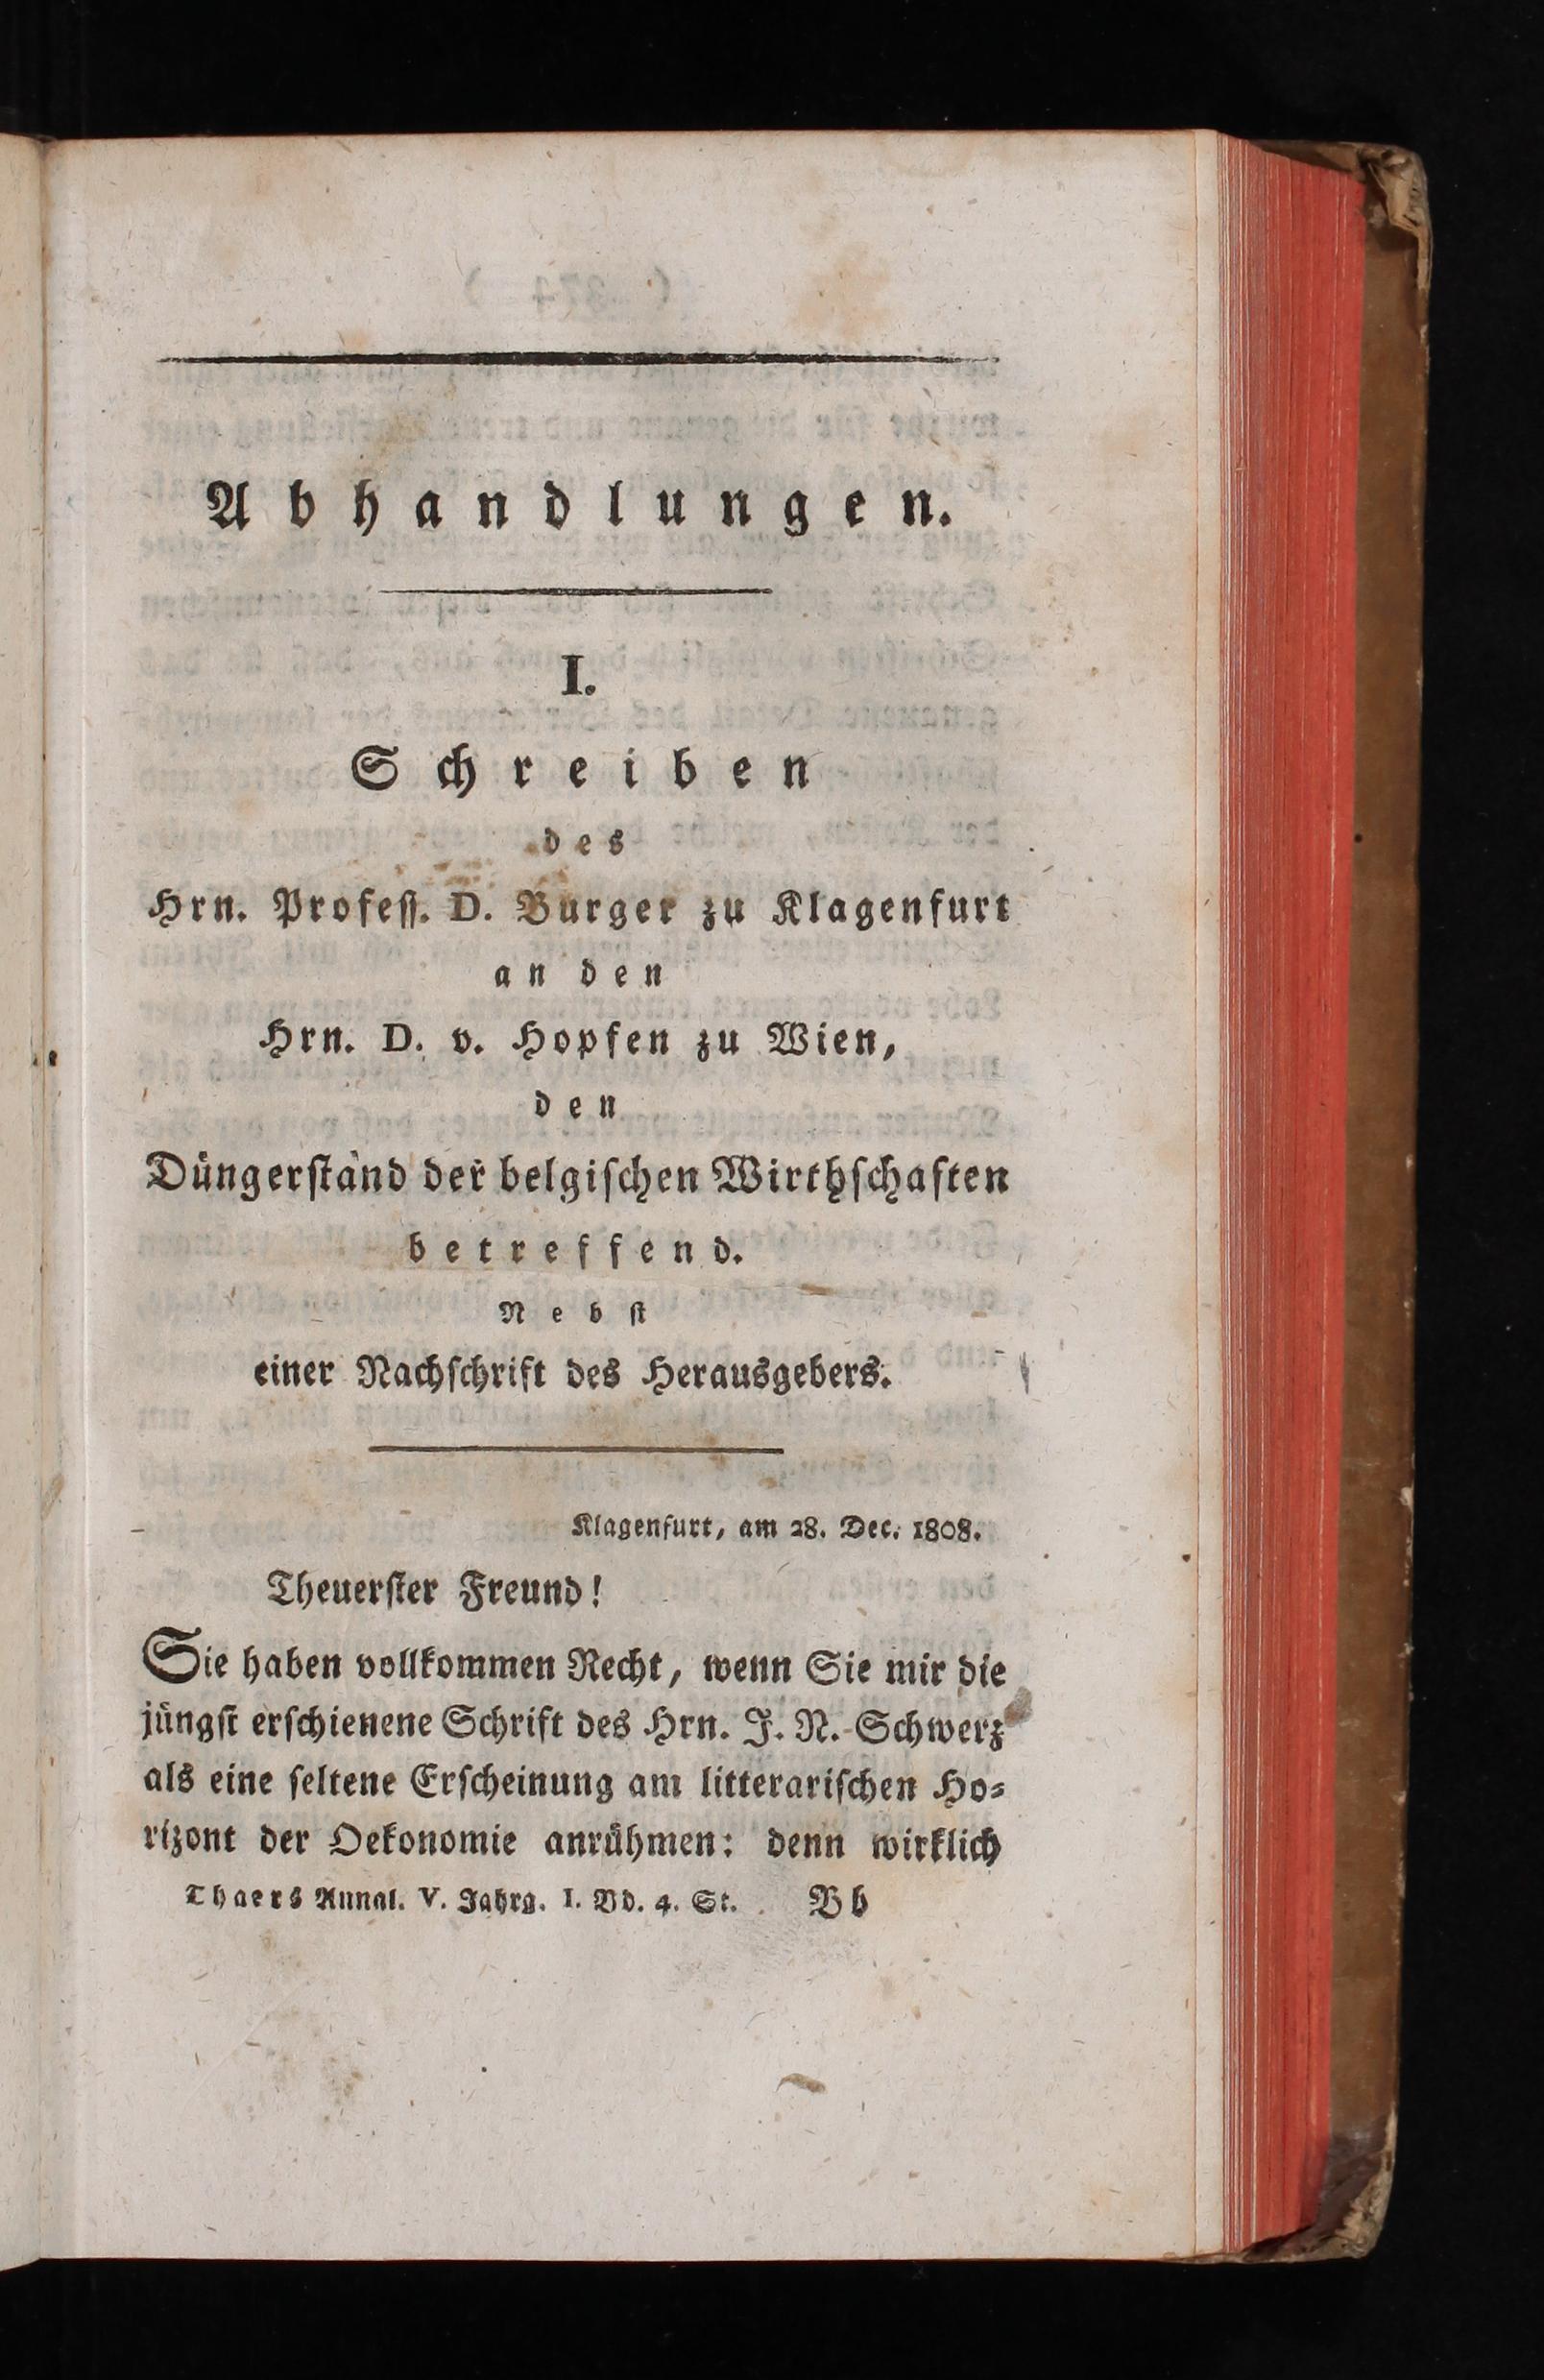 Abhandlungen.
I.
Schreiben
des
Hrn. Profeſſ. D. Burger zu Klagenfurt
an den
Hrn. D. v. Hopfen zu Wien,
den
Düngerſtand der belgiſchen Wirthſchaften
betreffend.
Nebſt
einer Nachſchrift des Herausgebers.
Klagenfurt, am 28. Dec. 1808.
Theuerſter Freund!
Sie haben vollkommen Recht, wenn Sie mir die
jüngſt erſchienene Schrift des Hrn. J. N. Schwerz
als eine ſeltene Erſcheinung am litterariſchen Ho⸗
rizont der Oekonomie anrühmen: denn wirklich
Thaers Annal. V. Jahrg. I. Bd. 4. St. Bb